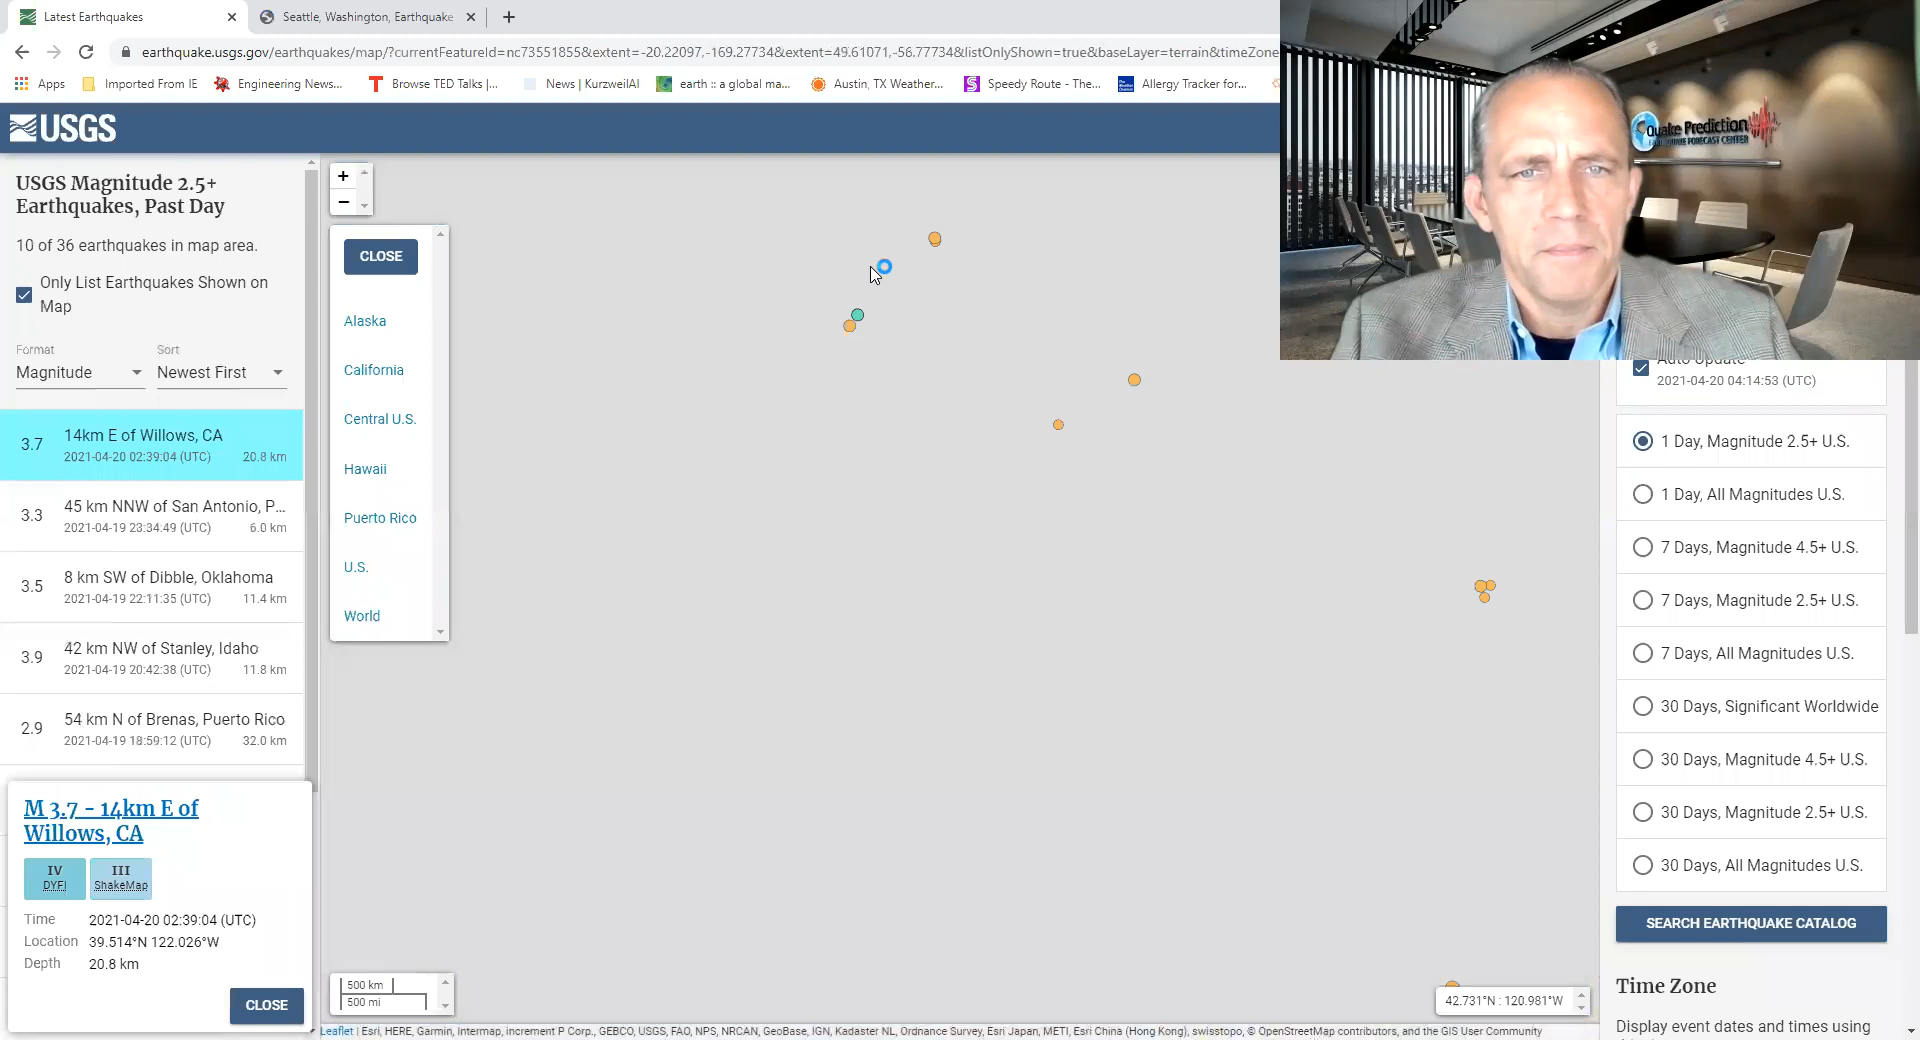 Latest Earthquakes
Seattle, Washington, Earthquake
earthquake.usgs.gov/earthquakes/map/?currentFeatureId=nc73551855&extent=-20.22097,-169.27734&extent=49.61071,-56.77734&listOnlyShown=true&baseLayer=terrain&timeZone
Apps
Imported From IE
Engineering News...
Browse TED Talks |...
News | KurzweilAI
earth :: a global ma...
Austin, TX Weather...
Speedy Route - The...
Allergy Tracker for...
USGS
Quake Prediction
EARTHQUAKE FORECAST CENTER
USGS Magnitude 2.5+
Earthquakes, Past Day
10 of 36 earthquakes in map area.
Only List Earthquakes Shown on
Map
Format
Magnitude
Sort
Newest First
3.7
14km E of Willows, CA
2021-04-20 02:39:04 (UTC)
20.8 km
3.3
45 km NNW of San Antonio, P...
2021-04-19 23:34:49 (UTC)
6.0 km
3.5
8 km SW of Dibble, Oklahoma
2021-04-19 22:11:35 (UTC)
11.4 km
3.9
42 km NW of Stanley, Idaho
2021-04-19 20:42:38 (UTC)
11.8 km
2.9
54 km N of Brenas, Puerto Rico
2021-04-19 18:59:12 (UTC)
32.0 km
M 3.7 - 14km E of
Willows, CA
IV
DYFI
III
ShakeMap
Time 2021-04-20 02:39:04 (UTC)
Location 39.514°N 122.026°W
Depth 20.8 km
CLOSE
+
−
CLOSE
Alaska
California
Central U.S.
Hawaii
Puerto Rico
U.S.
World
500 km
500 mi
42.731°N : 120.981°W
Leaflet | Esri, HERE, Garmin, Intermap, increment P Corp., GEBCO, USGS, FAO, NPS, NRCAN, GeoBase, IGN, Kadaster NL, Ordnance Survey, Esri Japan, METI, Esri China (Hong Kong), swisstopo, © OpenStreetMap contributors, and the GIS User Community
Auto Update
2021-04-20 04:14:53 (UTC)
1 Day, Magnitude 2.5+ U.S.
1 Day, All Magnitudes U.S.
7 Days, Magnitude 4.5+ U.S.
7 Days, Magnitude 2.5+ U.S.
7 Days, All Magnitudes U.S.
30 Days, Significant Worldwide
30 Days, Magnitude 4.5+ U.S.
30 Days, Magnitude 2.5+ U.S.
30 Days, All Magnitudes U.S.
SEARCH EARTHQUAKE CATALOG
Time Zone
Display event dates and times using